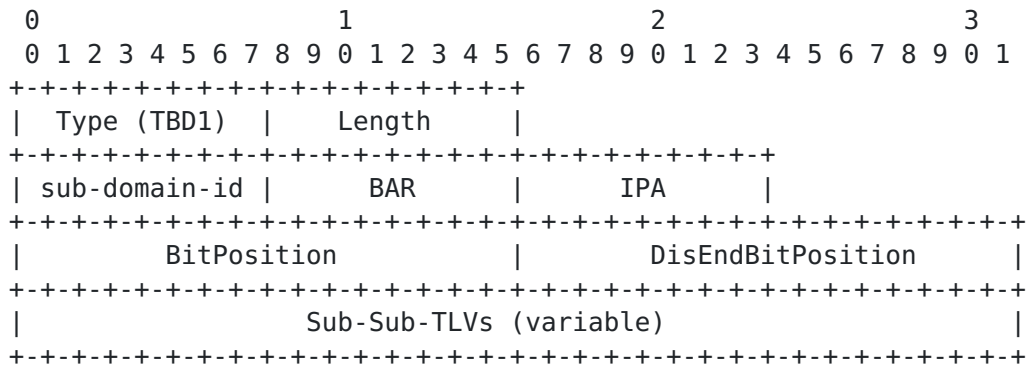 0                   1                   2                   3
 0 1 2 3 4 5 6 7 8 9 0 1 2 3 4 5 6 7 8 9 0 1 2 3 4 5 6 7 8 9 0 1
+-+-+-+-+-+-+-+-+-+-+-+-+-+-+-+-+
|  Type (TBD1)  |    Length     |
+-+-+-+-+-+-+-+-+-+-+-+-+-+-+-+-+-+-+-+-+-+-+-+-+
| sub-domain-id |      BAR      |      IPA      |
+-+-+-+-+-+-+-+-+-+-+-+-+-+-+-+-+-+-+-+-+-+-+-+-+-+-+-+-+-+-+-+-+
|         BitPosition           |        DisEndBitPosition      |
+-+-+-+-+-+-+-+-+-+-+-+-+-+-+-+-+-+-+-+-+-+-+-+-+-+-+-+-+-+-+-+-+
|                  Sub-Sub-TLVs (variable)                      |
+-+-+-+-+-+-+-+-+-+-+-+-+-+-+-+-+-+-+-+-+-+-+-+-+-+-+-+-+-+-+-+-+